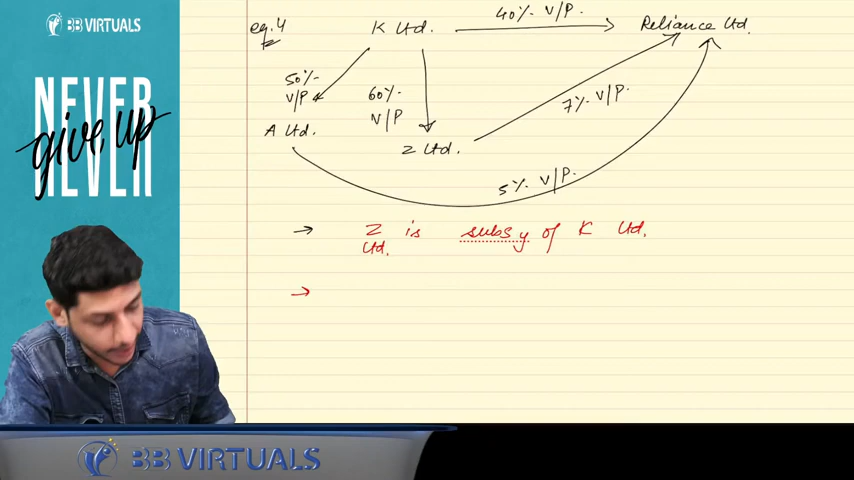 BB VIRTUALS
NEVER
give up
NEVER
eg.4
K Ltd.
40% V/P
Reliance Ltd.
50%
V/P
60%
V/P
7% V/P.
A Ltd.
Z Ltd.
5% V/P.
→ Z is subsy of K Ltd.
Ltd.
→
BB VIRTUALS